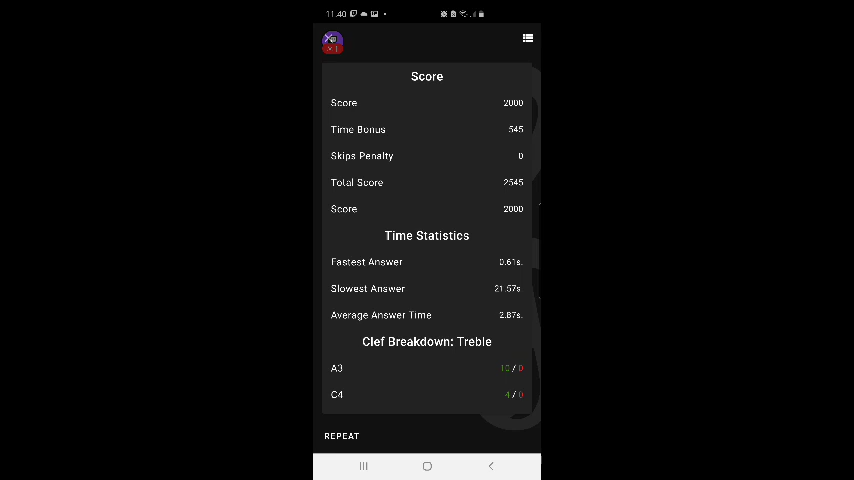 11.40
Score
Score 2000
Time Bonus 545
Skips Penalty 0
Total Score 2545
Score 2000
Time Statistics
Fastest Answer 0.61s.
Slowest Answer 21.57s.
Average Answer Time 2.87s.
Clef Breakdown: Treble
A3 10 / 0
C4 4 / 0
REPEAT